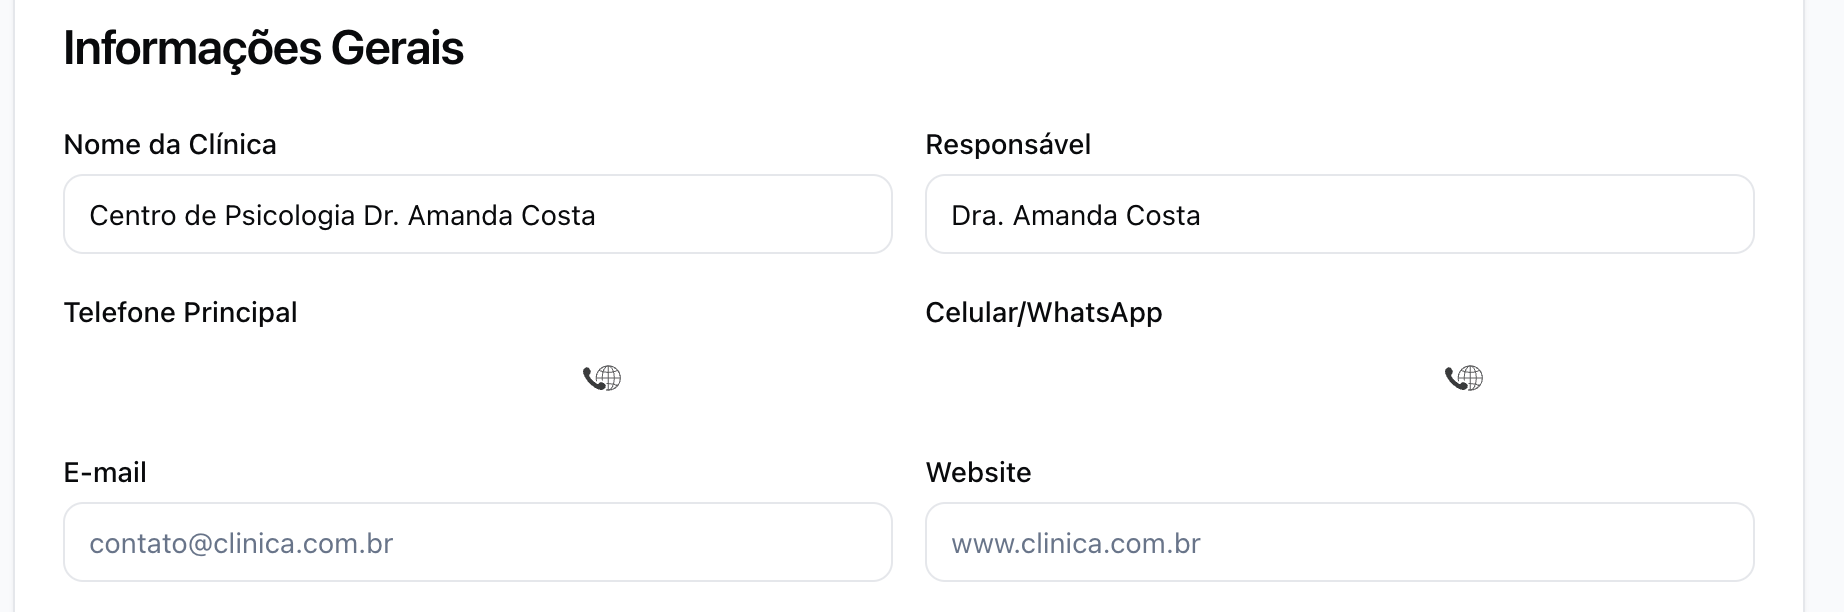 Informações Gerais
Nome da Clínica
Responsável
Centro de Psicologia Dr. Amanda Costa
Dra. Amanda Costa
Telefone Principal
Celular/WhatsApp
E-mail
Website
contato@clinica.com.br
www.clinica.com.br